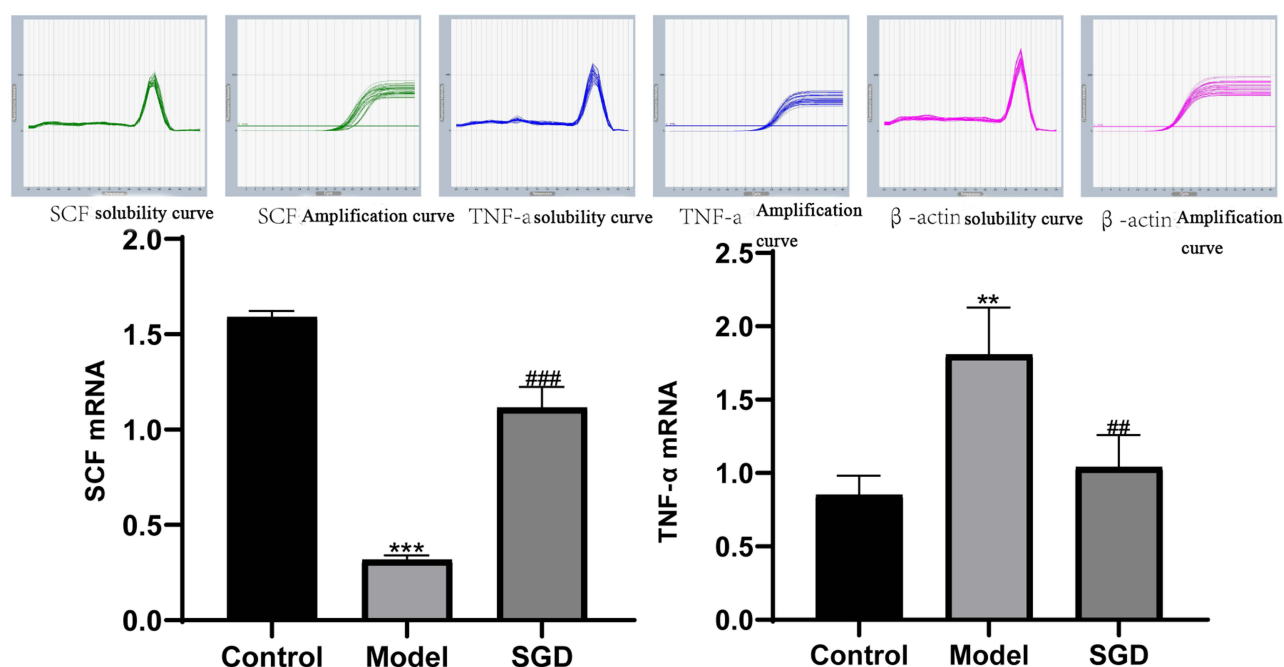 SCF solubility curve
SCF Amplification curve
TNF-a solubility curve
TNF-a Amplification
curve
β-actin solubility curve
β-actin Amplification
curve
SCF mRNA
2.0
1.5
1.0
0.5
0.0
***
###
Control Model SGD
TNF-α mRNA
2.5
2.0
1.5
1.0
0.5
0.0
**
##
Control Model SGD